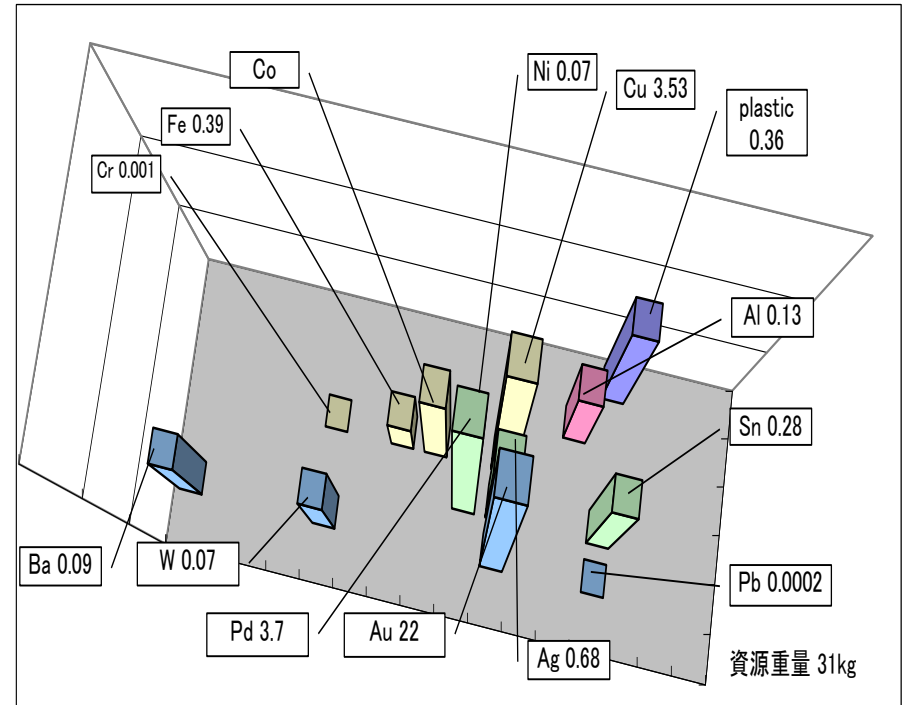 Co
Ni 0.07
Cu 3.53
plastic
0.36
Fe 0.39
Cr 0.001
Al 0.13
Sn 0.28
Ba 0.09
W 0.07
Pb 0.0002
Pd 3.7
Au 22
Ag 0.68
資源重量 31kg